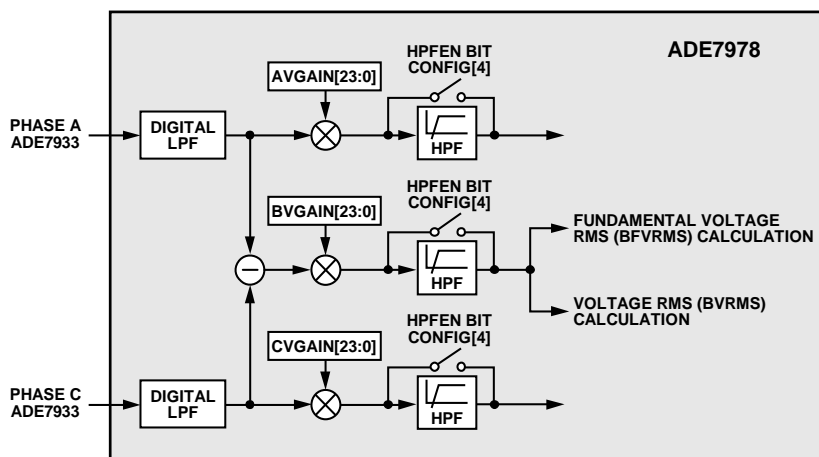 ADE7978
HPFEN BIT
CONFIG[4]
AVGAIN[23:0]
PHASE A
ADE7933
DIGITAL
LPF
HPF
HPFEN BIT
CONFIG[4]
BVGAIN[23:0]
HPF
FUNDAMENTAL VOLTAGE
RMS (BFVRMS) CALCULATION
VOLTAGE RMS (BVRMS)
CALCULATION
HPFEN BIT
CONFIG[4]
CVGAIN[23:0]
PHASE C
ADE7933
DIGITAL
LPF
HPF